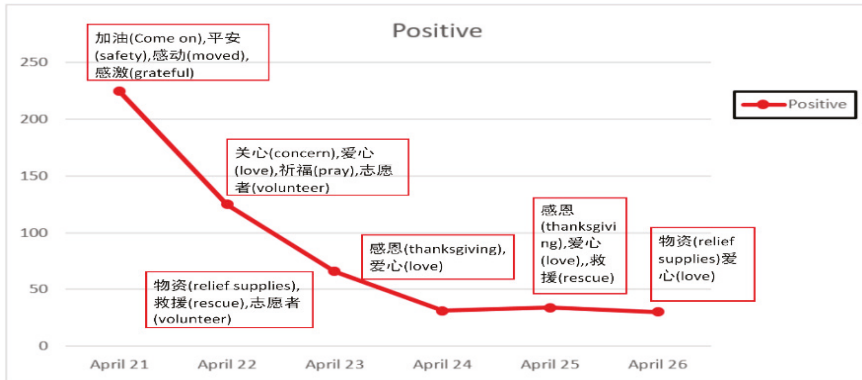 Positive
加油(Come on),平安
(safety),感动(moved),
感激(grateful)
250
200
150
100
50
0
Positive
关心(concern),爱心
(love),祈福(pray),志愿
者(volunteer)
物资(relief supplies),
救援(rescue),志愿者
(volunteer)
感恩(thanksgiving),
爱心(love)
感恩
(thanksgivi
ng),爱心
(love),,救
援(rescue)
物资(relief
supplies)爱
心(love)
April 21
April 22
April 23
April 24
April 25
April 26